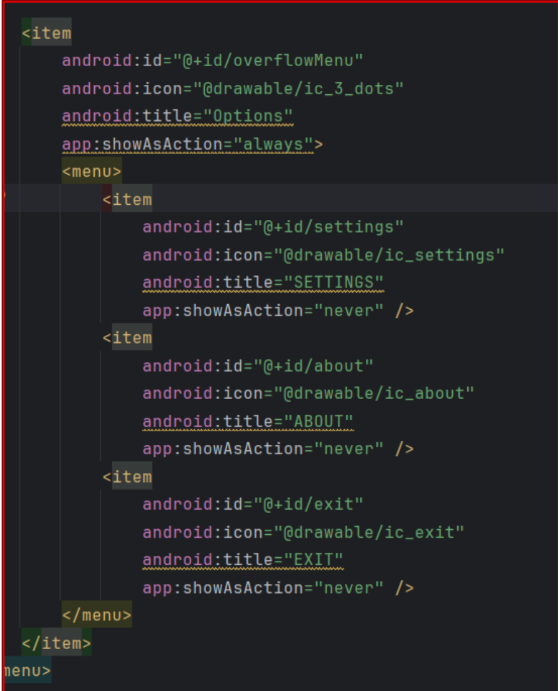 <item
android:id="@+id/overflowMenu"
android:icon="@drawable/ic_3_dots"
android:title="Options"
app:showAsAction="always">
<menu>
<item
android:id="@+id/settings"
android:icon="@drawable/ic_settings"
android:title="SETTINGS"
app:showAsAction="never" />
<item
android:id="@+id/about"
android:icon="@drawable/ic_about"
android:title="ABOUT"
app:showAsAction="never" />
<item
android:id="@+id/exit"
android:icon="@drawable/ic_exit"
android:title="EXIT"
app:showAsAction="never" />
</menu>
</item>
menu>